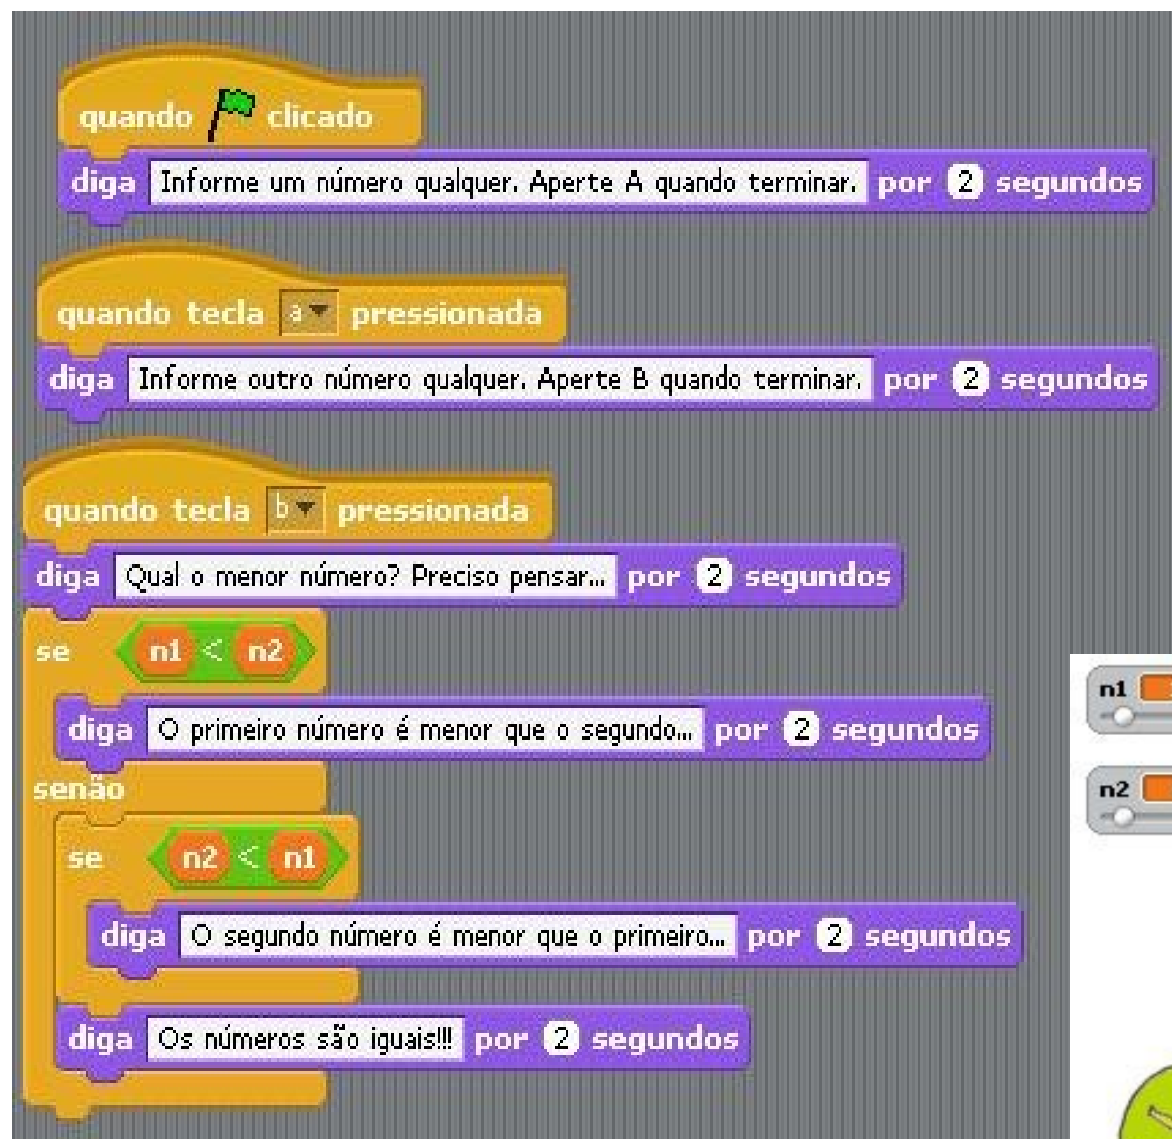 quando clicado
diga Informe um número qualquer. Aperte A quando terminar. por 2 segundos
quando tecla a pressionada
diga Informe outro número qualquer. Aperte B quando terminar. por 2 segundos
quando tecla b pressionada
diga Qual o menor número? Preciso pensar... por 2 segundos
se n1 < n2
diga O primeiro número é menor que o segundo... por 2 segundos
senão
se n2 < n1
diga O segundo número é menor que o primeiro... por 2 segundos
diga Os números são iguais!!! por 2 segundos
n1
n2